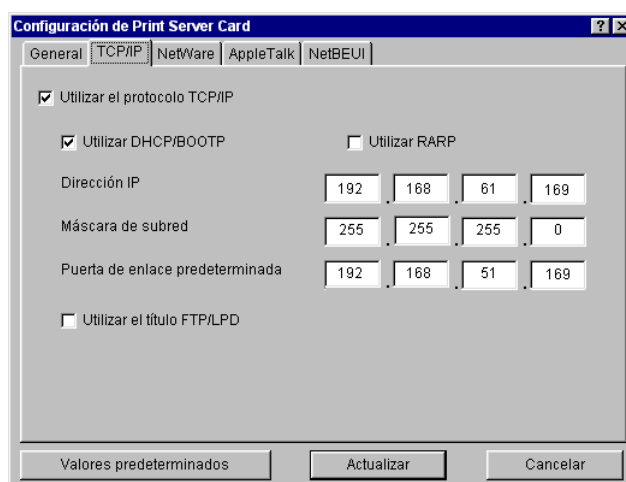 Configuración de Print Server Card
General TCP/IP NetWare AppleTalk NetBEUI
Utilizar el protocolo TCP/IP
Utilizar DHCP/BOOTP Utilizar RARP
Dirección IP 192 . 168 . 61 . 169
Máscara de subred 255 . 255 . 255 . 0
Puerta de enlace predeterminada 192 . 168 . 51 . 169
Utilizar el título FTP/LPD
Valores predeterminados Actualizar Cancelar